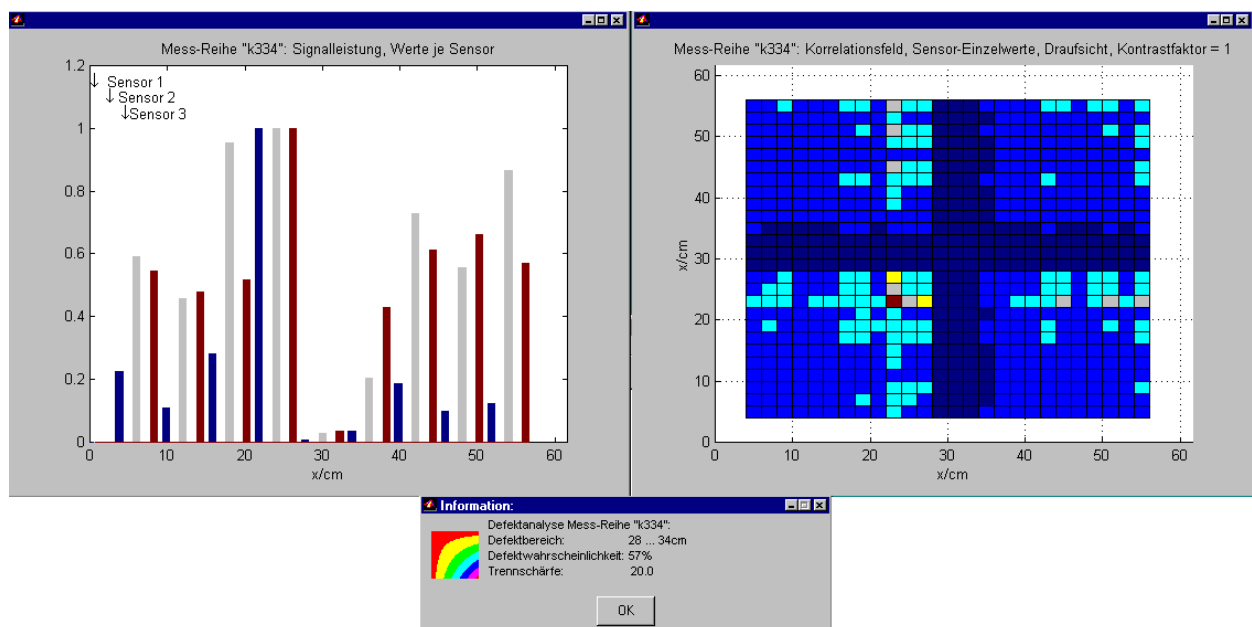 Mess-Reihe "k334": Signalleistung, Werte je Sensor
1.2
1
0.8
0.6
0.4
0.2
0
Sensor 1
Sensor 2
Sensor 3
0 10 20 30 40 50 60
x/cm
Mess-Reihe "k334": Korrelationsfeld, Sensor-Einzelwerte, Draufsicht, Kontrastfaktor = 1
60
50
40
30
20
10
0
x/cm
0 10 20 30 40 50 60
x/cm
Information:
Defektanalyse Mess-Reihe "k334":
Defektbereich: 28 ... 34cm
Defektwahrscheinlichkeit: 57%
Trennschärfe: 20.0
OK